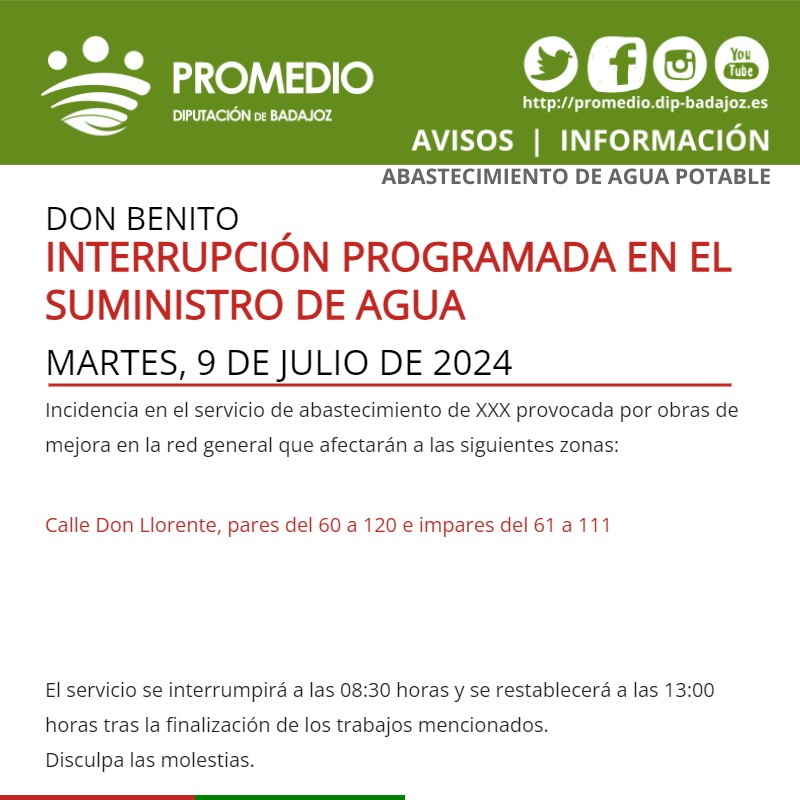 PROMEDIO
DIPUTACIÓN DE BADAJOZ
You
Tube
http://promedio.dip-badajoz.es
AVISOS | INFORMACIÓN
ABASTECIMIENTO DE AGUA POTABLE
DON BENITO
INTERRUPCIÓN PROGRAMADA EN EL
SUMINISTRO DE AGUA
MARTES, 9 DE JULIO DE 2024
Incidencia en el servicio de abastecimiento de XXX provocada por obras de
mejora en la red general que afectarán a las siguientes zonas:
Calle Don Llorente, pares del 60 a 120 e impares del 61 a 111
El servicio se interrumpirá a las 08:30 horas y se restablecerá a las 13:00
horas tras la finalización de los trabajos mencionados.
Disculpa las molestias.